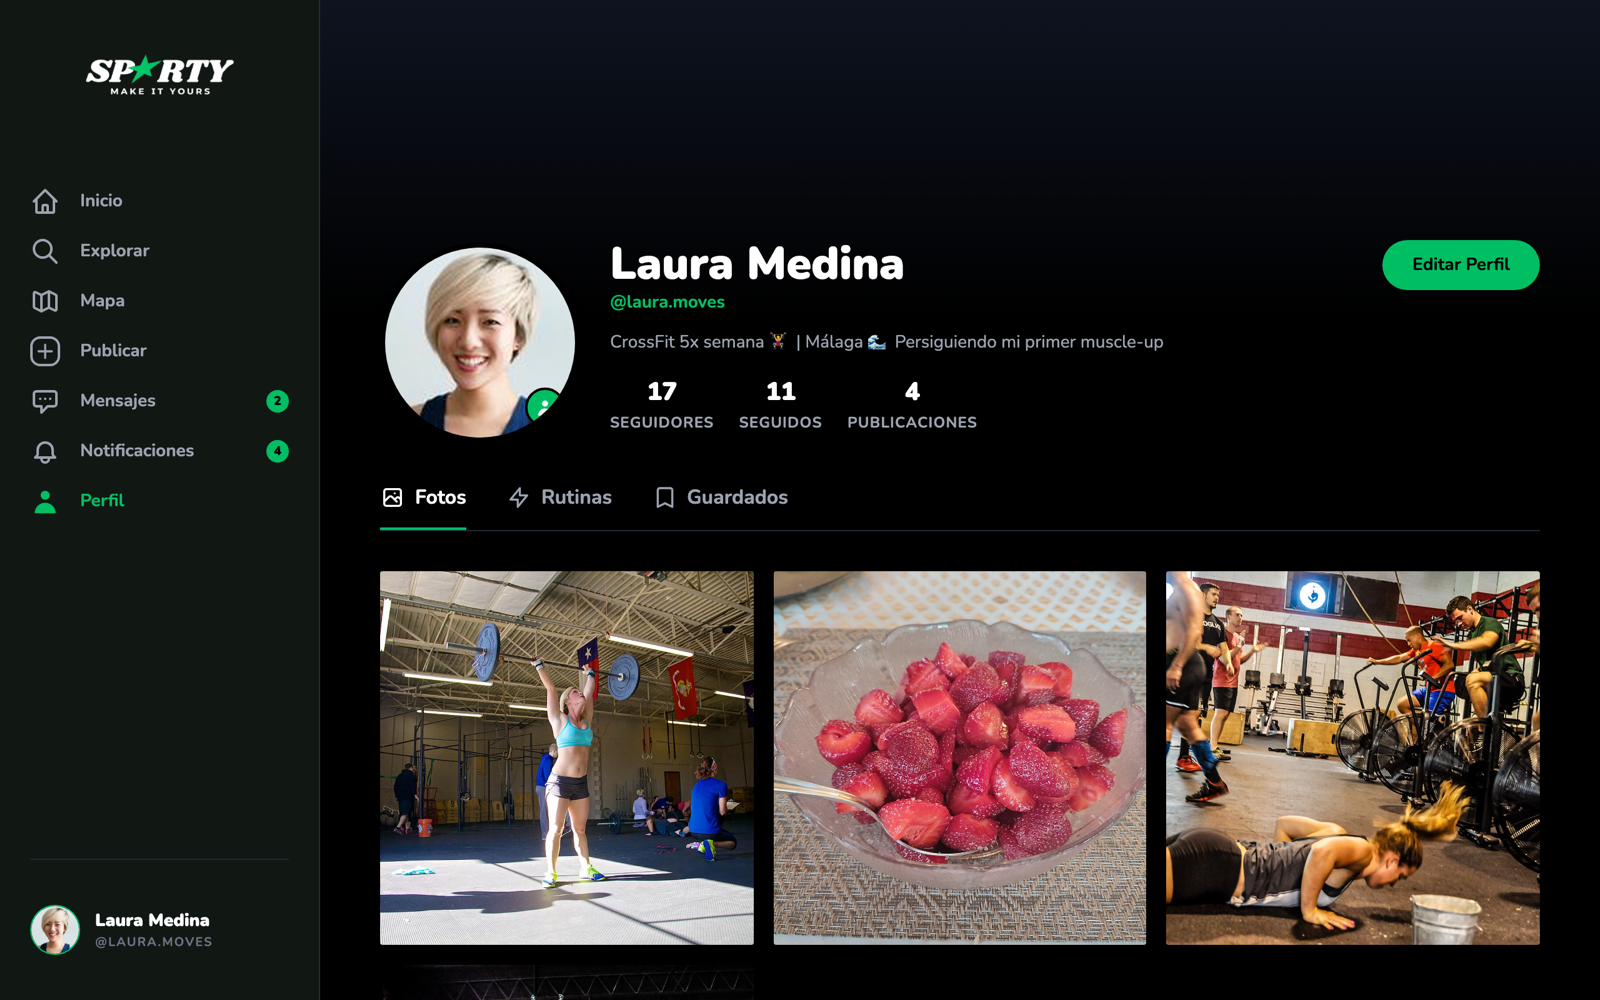 SP★RTY
MAKE IT YOURS
Inicio
Explorar
Mapa
Publicar
Mensajes 2
Notificaciones 4
Perfil
Laura Medina
@LAURA.MOVES
Laura Medina
@laura.moves
Editar Perfil
CrossFit 5x semana 🏋️‍♀️ | Málaga 🌊 Persiguiendo mi primer muscle-up
17 11 4
SEGUIDORES SEGUIDOS PUBLICACIONES
Fotos Rutinas Guardados